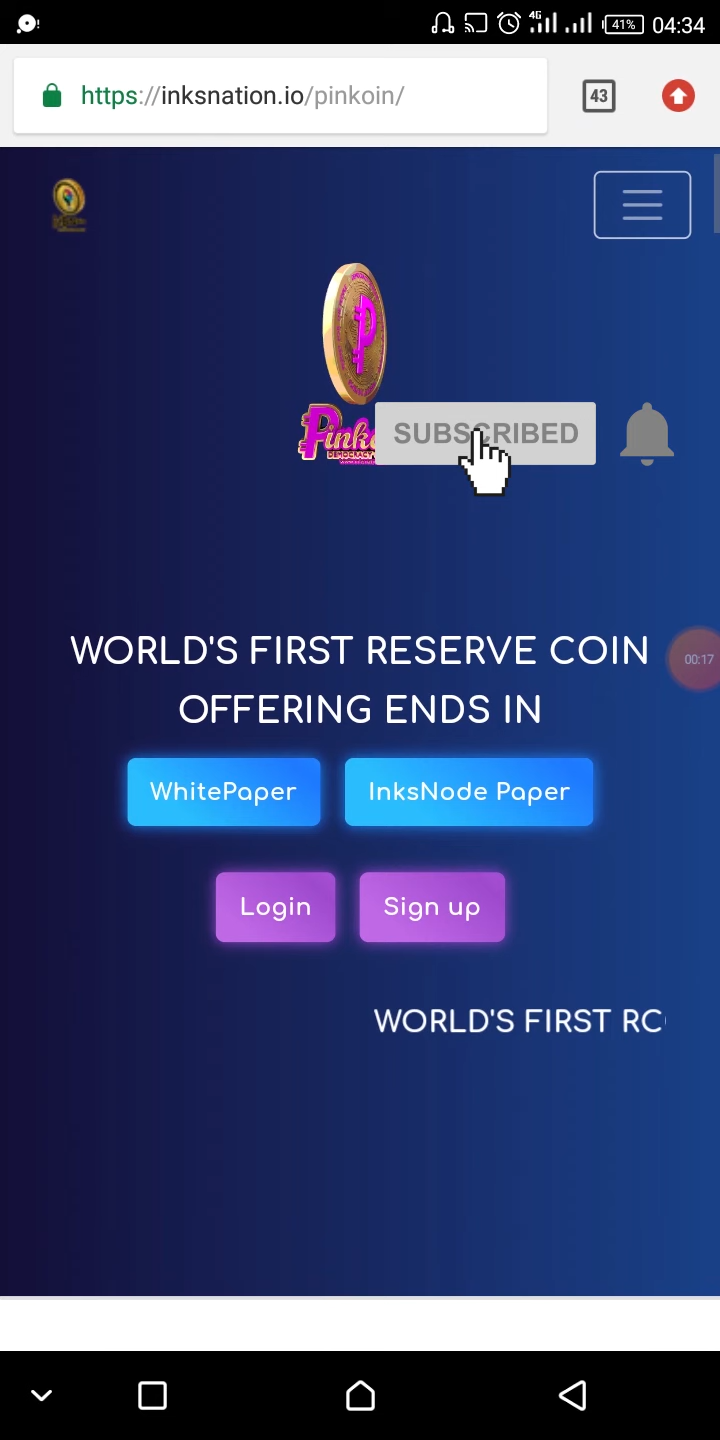 4G
41%
04:34
https://inksnation.io/pinkoin/
43
SUBSCRIBED
WORLD'S FIRST RESERVE COIN
OFFERING ENDS IN
00:17
WhitePaper
InksNode Paper
Login
Sign up
WORLD'S FIRST RC